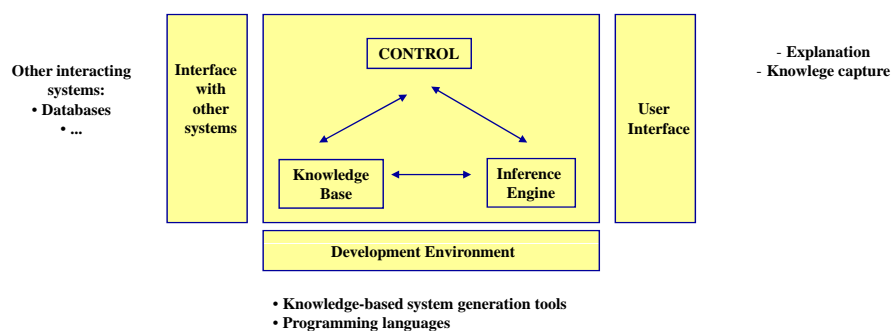 Other interacting
systems:
• Databases
• ...
Interface
with
other
systems
CONTROL
Knowledge
Base
Inference
Engine
User
Interface
- Explanation
- Knowlege capture
Development Environment
• Knowledge-based system generation tools
• Programming languages